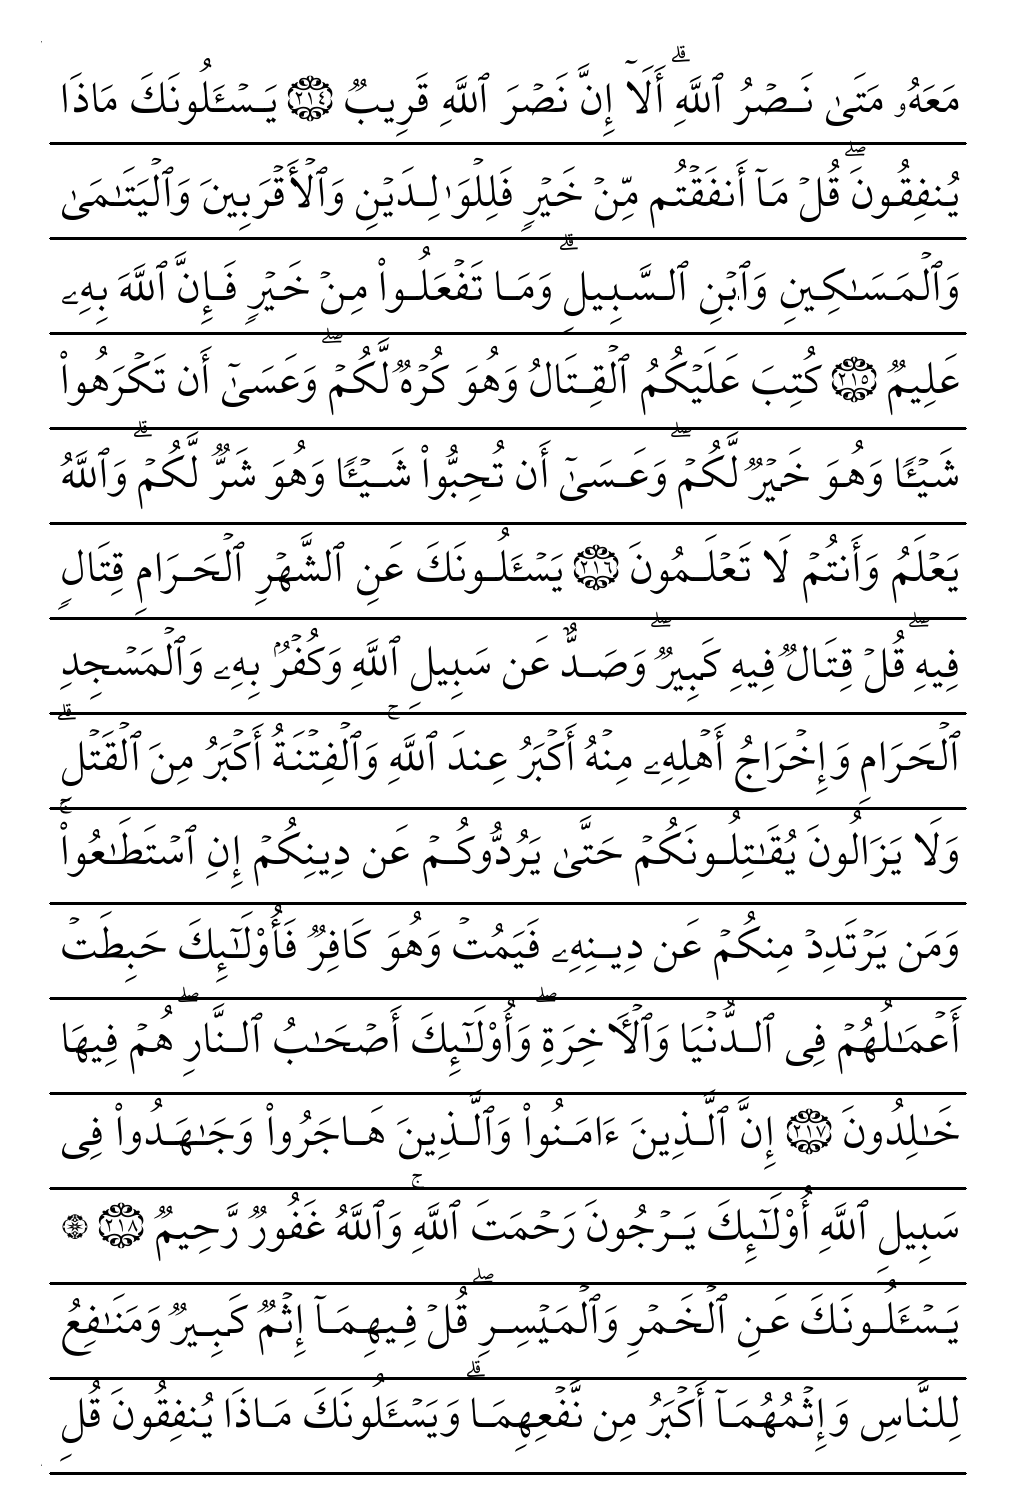 مَعَهُۥ مَتَىٰ نَصۡرُ ٱللَّهِۗ أَلَآ إِنَّ نَصۡرَ ٱللَّهِ قَرِيبٞ ٢١٤ يَسۡـَٔلُونَكَ مَاذَا
يُنفِقُونَۖ قُلۡ مَآ أَنفَقۡتُم مِّنۡ خَيۡرٖ فَلِلۡوَٰلِدَيۡنِ وَٱلۡأَقۡرَبِينَ وَٱلۡيَتَٰمَىٰ
وَٱلۡمَسَٰكِينِ وَٱبۡنِ ٱلسَّبِيلِۗ وَمَا تَفۡعَلُواْ مِنۡ خَيۡرٖ فَإِنَّ ٱللَّهَ بِهِۦ
عَلِيمٞ ٢١٥ كُتِبَ عَلَيۡكُمُ ٱلۡقِتَالُ وَهُوَ كُرۡهٞ لَّكُمۡۖ وَعَسَىٰٓ أَن تَكۡرَهُواْ
شَيۡـٔٗا وَهُوَ خَيۡرٞ لَّكُمۡۖ وَعَسَىٰٓ أَن تُحِبُّواْ شَيۡـٔٗا وَهُوَ شَرّٞ لَّكُمۡۚ وَٱللَّهُ
يَعۡلَمُ وَأَنتُمۡ لَا تَعۡلَمُونَ ٢١٦ يَسۡـَٔلُونَكَ عَنِ ٱلشَّهۡرِ ٱلۡحَرَامِ قِتَالٖ
فِيهِۖ قُلۡ قِتَالٞ فِيهِ كَبِيرٞۖ وَصَدٌّ عَن سَبِيلِ ٱللَّهِ وَكُفۡرُۢ بِهِۦ وَٱلۡمَسۡجِدِ
ٱلۡحَرَامِ وَإِخۡرَاجُ أَهۡلِهِۦ مِنۡهُ أَكۡبَرُ عِندَ ٱللَّهِۚ وَٱلۡفِتۡنَةُ أَكۡبَرُ مِنَ ٱلۡقَتۡلِۗ
وَلَا يَزَالُونَ يُقَٰتِلُونَكُمۡ حَتَّىٰ يَرُدُّوكُمۡ عَن دِينِكُمۡ إِنِ ٱسۡتَطَٰعُواْۚ
وَمَن يَرۡتَدِدۡ مِنكُمۡ عَن دِينِهِۦ فَيَمُتۡ وَهُوَ كَافِرٞ فَأُوْلَٰٓئِكَ حَبِطَتۡ
أَعۡمَٰلُهُمۡ فِي ٱلدُّنۡيَا وَٱلۡأٓخِرَةِۖ وَأُوْلَٰٓئِكَ أَصۡحَٰبُ ٱلنَّارِۖ هُمۡ فِيهَا
خَٰلِدُونَ ٢١٧ إِنَّ ٱلَّذِينَ ءَامَنُواْ وَٱلَّذِينَ هَاجَرُواْ وَجَٰهَدُواْ فِي
سَبِيلِ ٱللَّهِ أُوْلَٰٓئِكَ يَرۡجُونَ رَحۡمَتَ ٱللَّهِۚ وَٱللَّهُ غَفُورٞ رَّحِيمٞ ٢١٨ ۞
يَسۡـَٔلُونَكَ عَنِ ٱلۡخَمۡرِ وَٱلۡمَيۡسِرِۖ قُلۡ فِيهِمَآ إِثۡمٞ كَبِيرٞ وَمَنَٰفِعُ
لِلنَّاسِ وَإِثۡمُهُمَآ أَكۡبَرُ مِن نَّفۡعِهِمَاۗ وَيَسۡـَٔلُونَكَ مَاذَا يُنفِقُونَ قُلِ